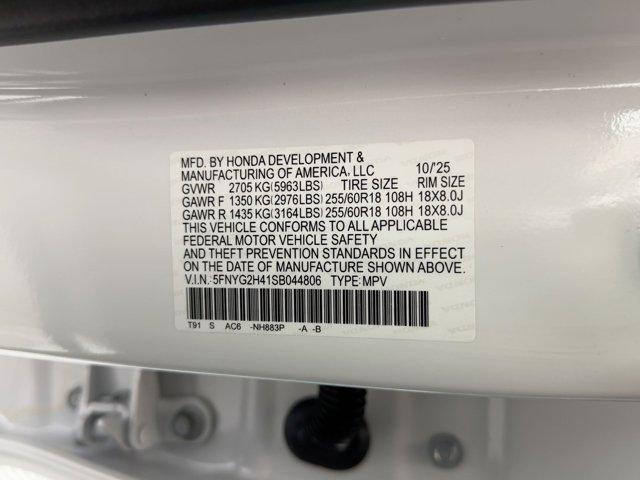 MFD. BY HONDA DEVELOPMENT &
MANUFACTURING OF AMERICA, LLC 10/'25
GVWR 2705 KG(5963LBS) TIRE SIZE RIM SIZE
GAWR F 1350 KG(2976LBS) 255/60R18 108H 18X8.0J
GAWR R 1435 KG(3164LBS) 255/60R18 108H 18X8.0J
THIS VEHICLE CONFORMS TO ALL APPLICABLE
FEDERAL MOTOR VEHICLE SAFETY
AND THEFT PREVENTION STANDARDS IN EFFECT
ON THE DATE OF MANUFACTURE SHOWN ABOVE.
V.I.N.: 5FNYG2H41SB044806 TYPE: MPV
T91 S AC6 -NH883P -A -B